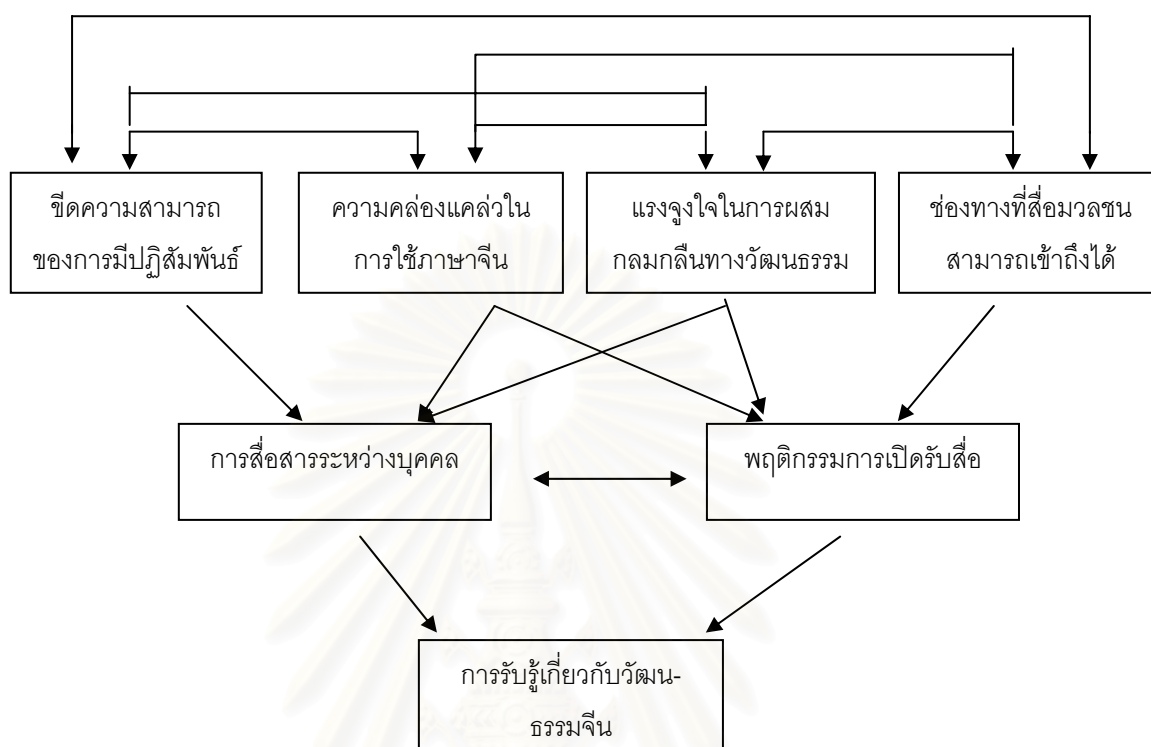 ขีดความสามารถ
ของการมีปฏิสัมพันธ์
ความคล่องแคล่วใน
การใช้ภาษาจีน
แรงจูงใจในการผสม
กลมกลืนทางวัฒนธรรม
ช่องทางที่สื่อมวลชน
สามารถเข้าถึงได้
การสื่อสารระหว่างบุคคล
พฤติกรรมการเปิดรับสื่อ
การรับรู้เกี่ยวกับวัฒน-
ธรรมจีน